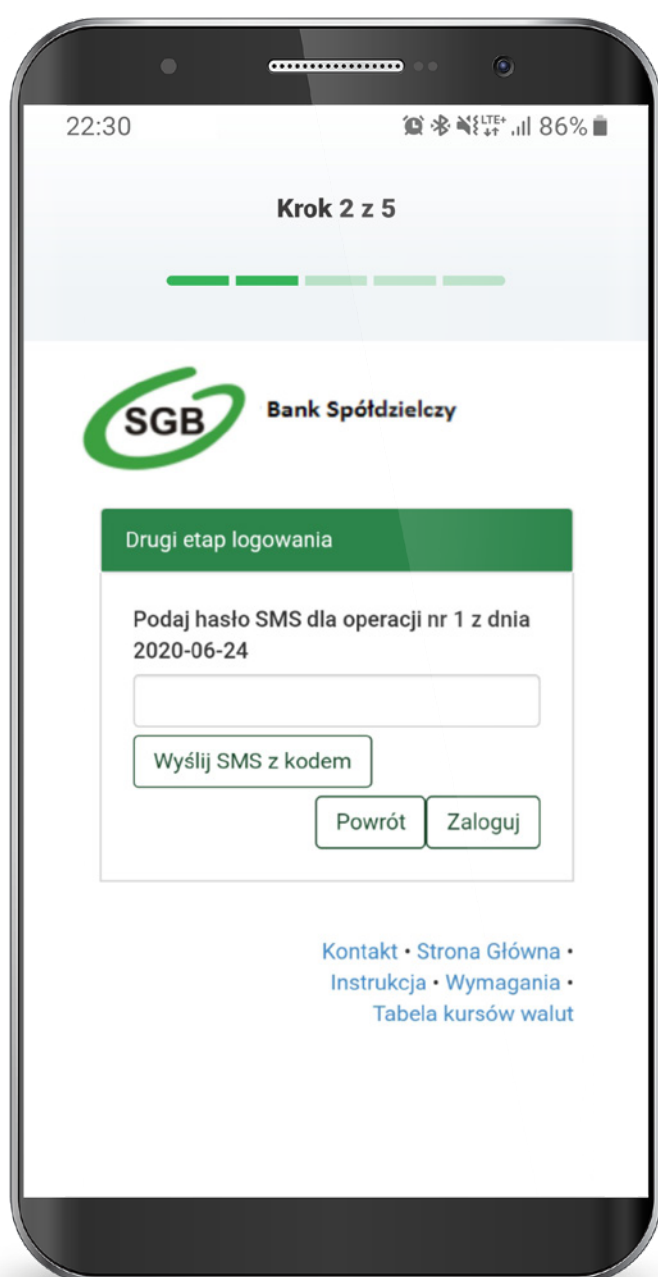 22:30 LTE+ 86%
Krok 2 z 5
SGB Bank Spółdzielczy
Drugi etap logowania
Podaj hasło SMS dla operacji nr 1 z dnia
2020-06-24
Wyślij SMS z kodem
Powrót Zaloguj
Kontakt • Strona Główna •
Instrukcja • Wymagania •
Tabela kursów walut